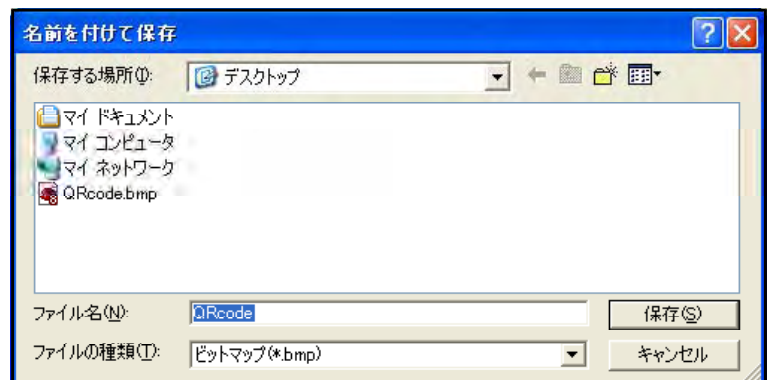 名前を付けて保存
保存する場所(I): デスクトップ
マイ ドキュメント
マイ コンピュータ
マイ ネットワーク
QRcode.bmp
ファイル名(N): QRcode 保存(S)
ファイルの種類(T): ビットマップ(*.bmp) キャンセル